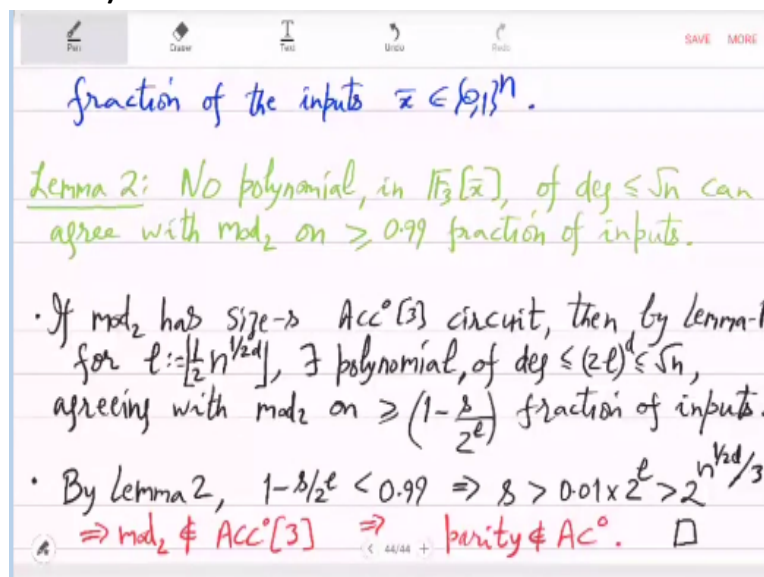 Pen Eraser Text Undo Redo SAVE MORE
fraction of the inputs x̄ ∈ {0,1}ⁿ.
Lemma 2: No polynomial, in F₃[x̄], of deg ≤ √n can
agree with mod₂ on ≥ 0.99 fraction of inputs.
· If mod₂ has size-s ACC⁰[3] circuit, then, by Lemma-1
for ℓ:=⌊½ n^{1/2d}⌋, ∃ polynomial, of deg ≤ (2ℓ)^d ≤ √n,
agreeing with mod₂ on ≥ (1 - s/2^ℓ) fraction of inputs.
· By Lemma 2, 1-s/2^ℓ < 0.99 ⇒ s > 0.01 × 2^ℓ > 2^{n^{1/2d}/3}
⇒ mod₂ ∉ ACC⁰[3] ⇒ parity ∉ AC⁰. □
< 44/44 +